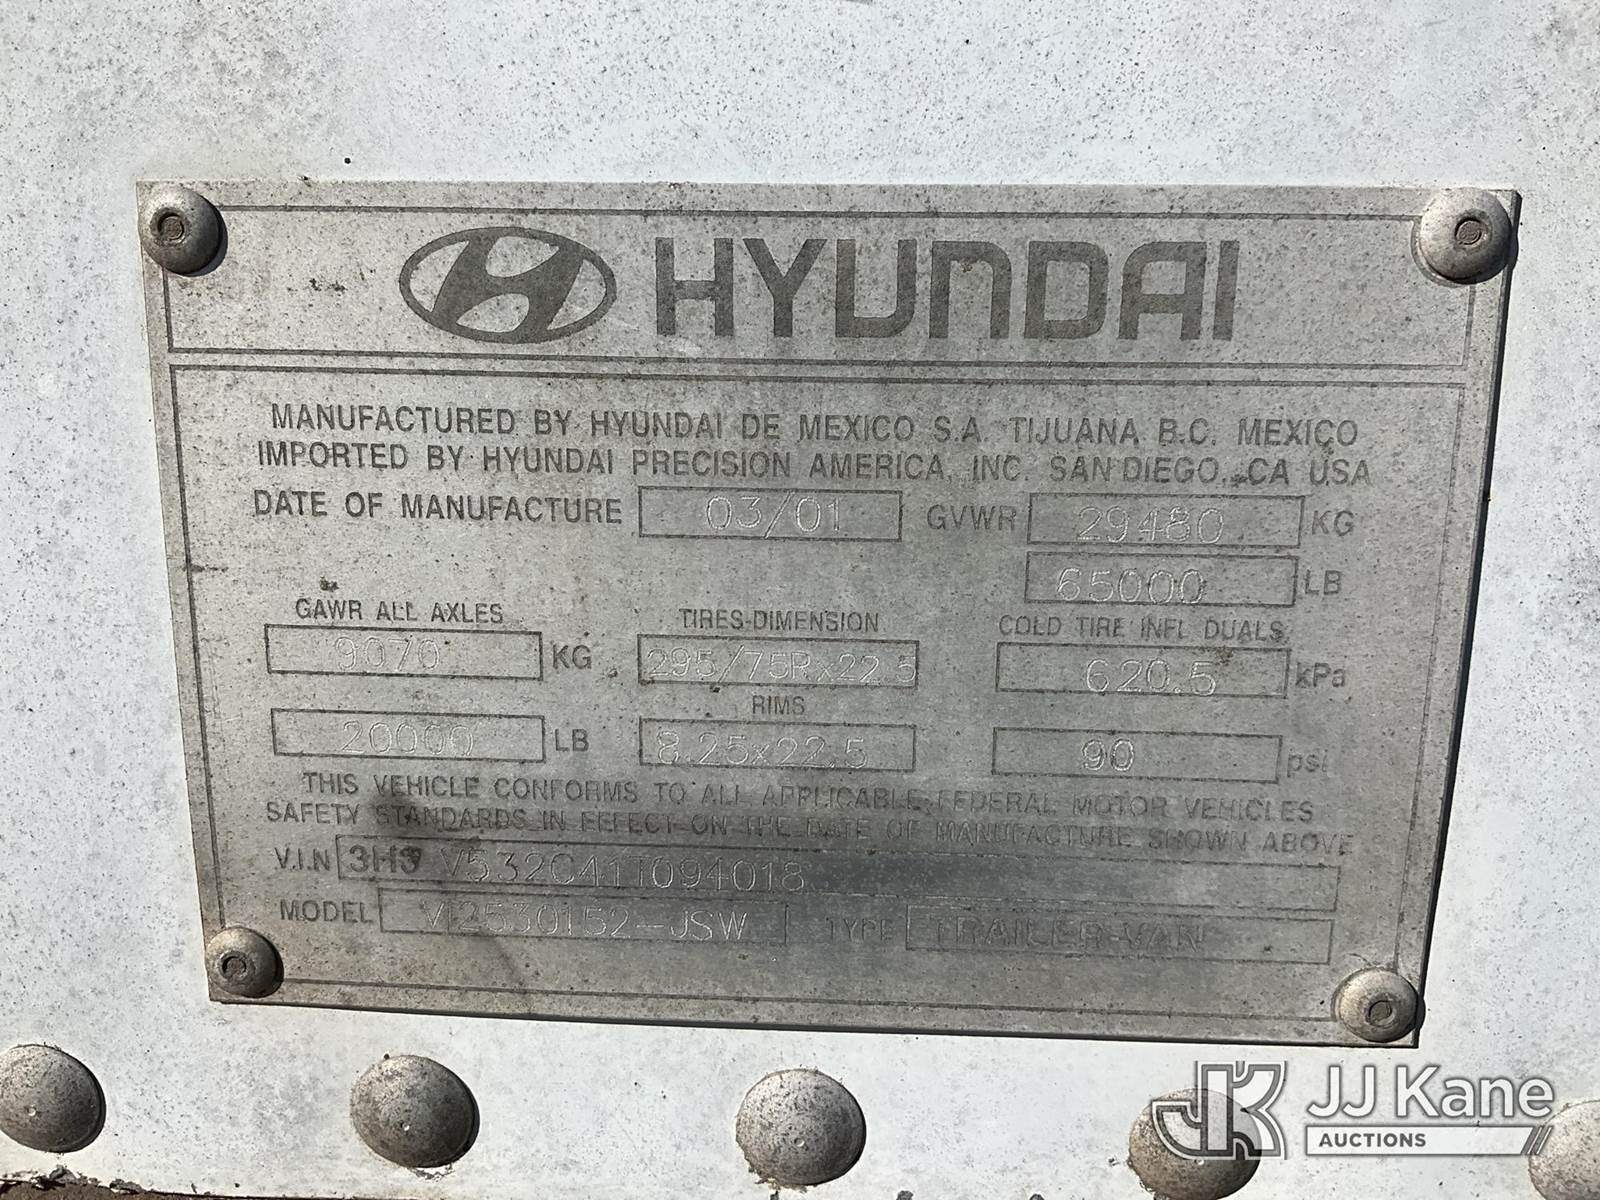 HYUNDAI
MANUFACTURED BY HYUNDAI DE MEXICO S.A. TIJUANA B.C. MEXICO
IMPORTED BY HYUNDAI PRECISION AMERICA, INC. SAN DIEGO, CA USA
DATE OF MANUFACTURE 03/01 GVWR 29480 KG
65000 LB
GAWR ALL AXLES TIRES-DIMENSION COLD TIRE INFL DUALS
9070 KG 295/75Rx22.5 620.5 kPa
RIMS
20000 LB 8.25x22.5 90 psi
THIS VEHICLE CONFORMS TO ALL APPLICABLE FEDERAL MOTOR VEHICLES
SAFETY STANDARDS IN EFFECT ON THE DATE OF MANUFACTURE SHOWN ABOVE
V.I.N 3H3 V532C41T094018
MODEL VI2530152-JSW TYPE TRAILER-VAN
JK JJ Kane
AUCTIONS